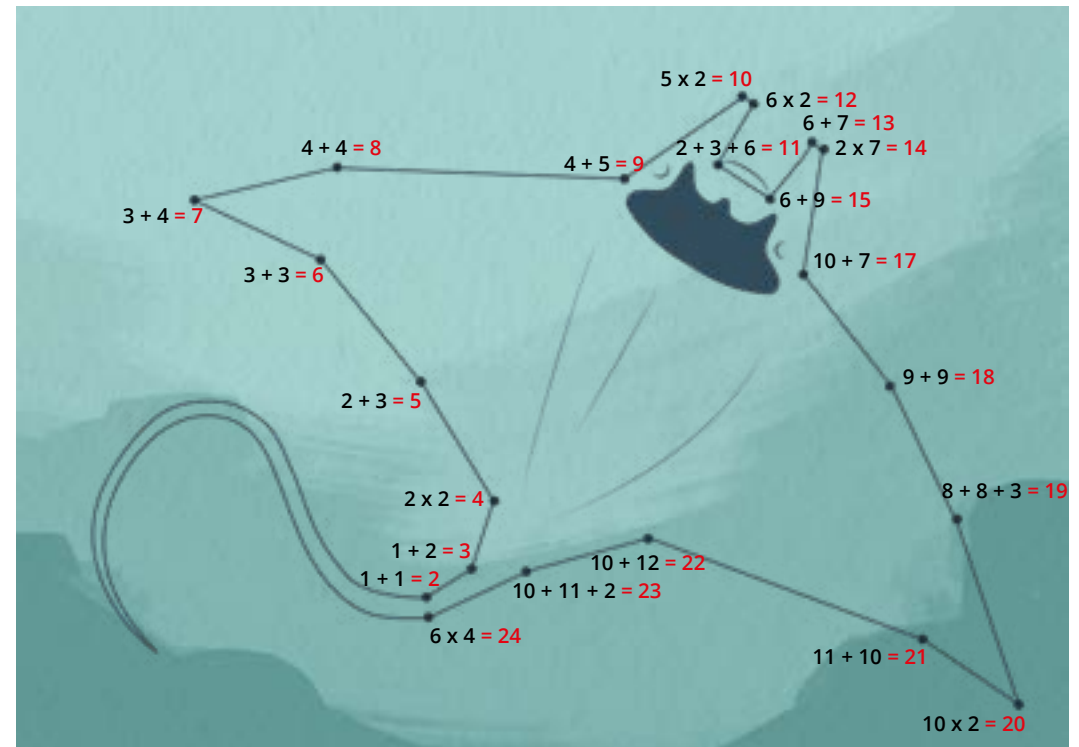 5 x 2 = 10
6 x 2 = 12
6 + 7 = 13
4 + 4 = 8
4 + 5 = 9
2 + 3 + 6 = 11
2 x 7 = 14
6 + 9 = 15
3 + 4 = 7
10 + 7 = 17
3 + 3 = 6
9 + 9 = 18
2 + 3 = 5
8 + 8 + 3 = 19
2 x 2 = 4
1 + 2 = 3
10 + 12 = 22
1 + 1 = 2
10 + 11 + 2 = 23
6 x 4 = 24
11 + 10 = 21
10 x 2 = 20